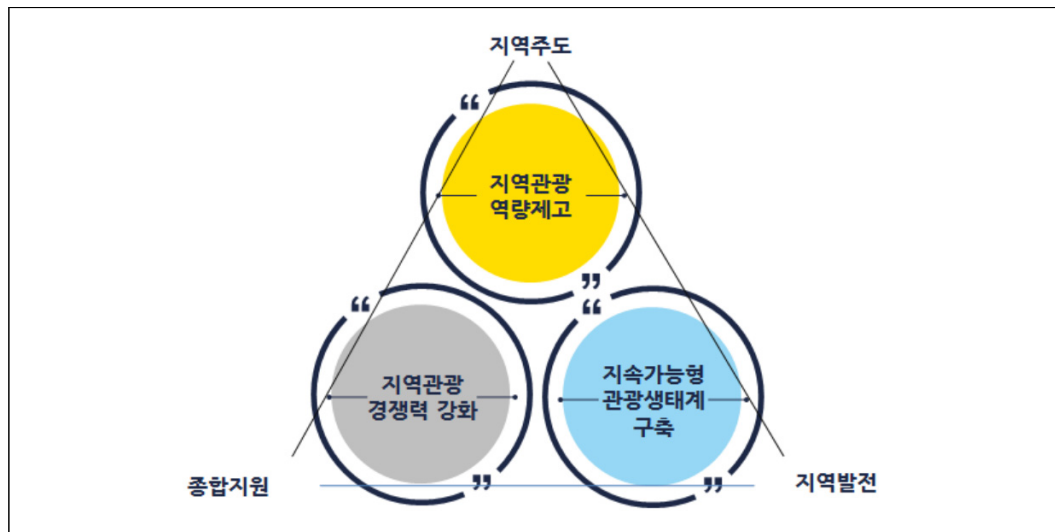 지역주도
“
지역관광
역량제고
”
“
지역관광
경쟁력 강화
”
“
지속가능형
관광생태계
구축
”
종합지원
지역발전